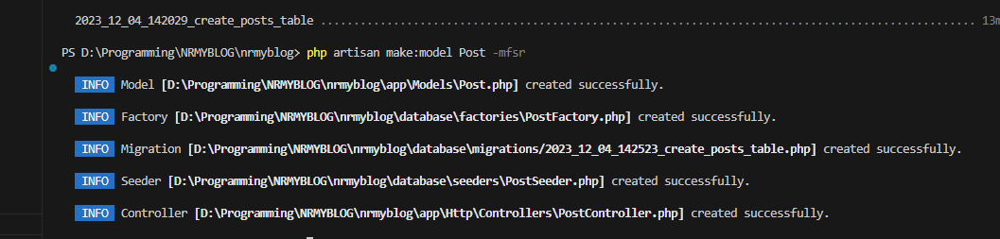 2023_12_04_142029_create_posts_table ........................................................................................................ 13m
PS D:\Programming\NRMYBLOG\nrmyblog> php artisan make:model Post -mfsr
INFO Model [D:\Programming\NRMYBLOG\nrmyblog\app\Models\Post.php] created successfully.
INFO Factory [D:\Programming\NRMYBLOG\nrmyblog\database\factories\PostFactory.php] created successfully.
INFO Migration [D:\Programming\NRMYBLOG\nrmyblog\database\migrations/2023_12_04_142523_create_posts_table.php] created successfully.
INFO Seeder [D:\Programming\NRMYBLOG\nrmyblog\database\seeders\PostSeeder.php] created successfully.
INFO Controller [D:\Programming\NRMYBLOG\nrmyblog\app\Http\Controllers\PostController.php] created successfully.